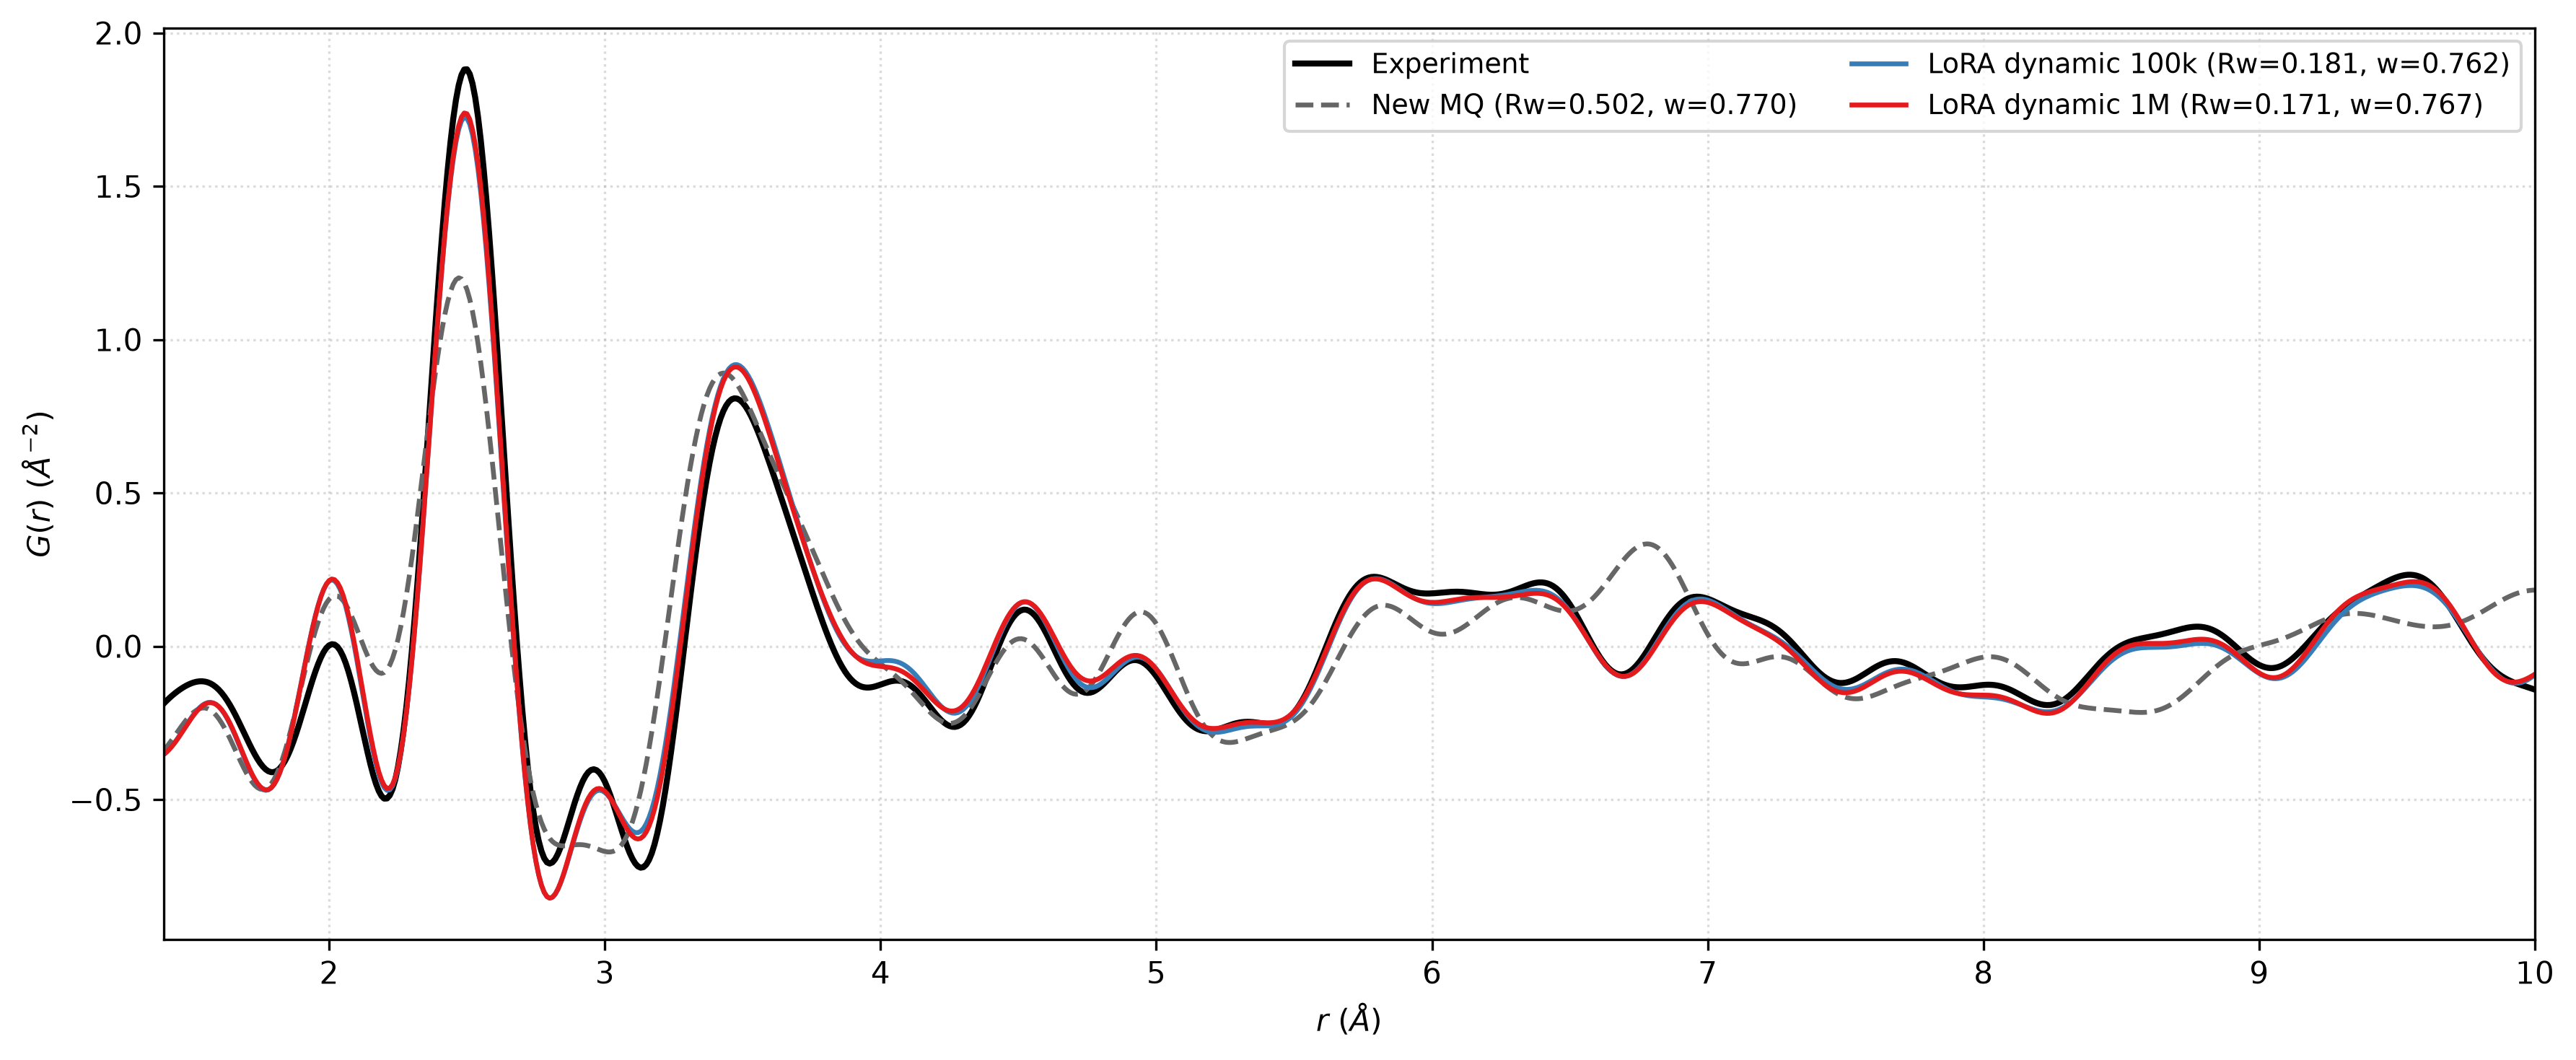 Experiment
New MQ (Rw=0.502, w=0.770)
LoRA dynamic 100k (Rw=0.181, w=0.762)
LoRA dynamic 1M (Rw=0.171, w=0.767)
2.0
1.5
1.0
0.5
0.0
−0.5
G(r) (Å⁻²)
2 3 4 5 6 7 8 9 10
r (Å)